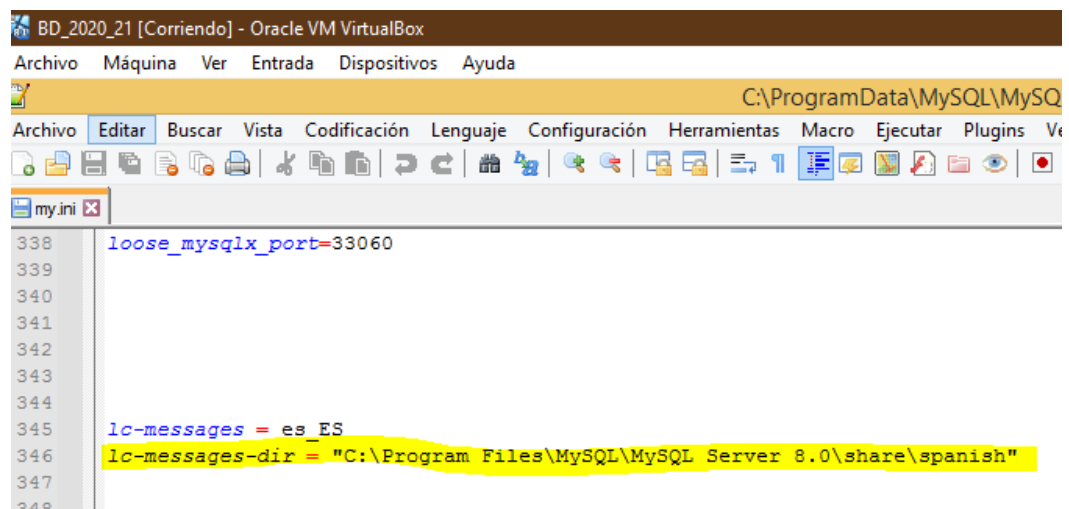 BD_2020_21 [Corriendo] - Oracle VM VirtualBox
Archivo Máquina Ver Entrada Dispositivos Ayuda
C:\ProgramData\MySQL\MySQ
Archivo Editar Buscar Vista Codificación Lenguaje Configuración Herramientas Macro Ejecutar Plugins Ve
my.ini
338 loose_mysqlx_port=33060
339
340
341
342
343
344
345 lc-messages = es_ES
346 lc-messages-dir = "C:\Program Files\MySQL\MySQL Server 8.0\share\spanish"
347
348